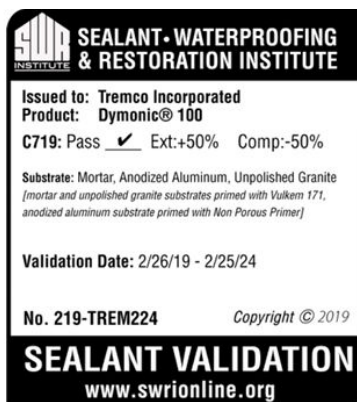 SWR
INSTITUTE
SEALANT • WATERPROOFING
& RESTORATION INSTITUTE
Issued to: Tremco Incorporated
Product: Dymonic® 100
C719: Pass ✔ Ext:+50% Comp:-50%
Substrate: Mortar, Anodized Aluminum, Unpolished Granite
[mortar and unpolished granite substrates primed with Vulkem 171,
anodized aluminum substrate primed with Non Porous Primer]
Validation Date: 2/26/19 - 2/25/24
No. 219-TREM224 Copyright © 2019
SEALANT VALIDATION
www.swrionline.org